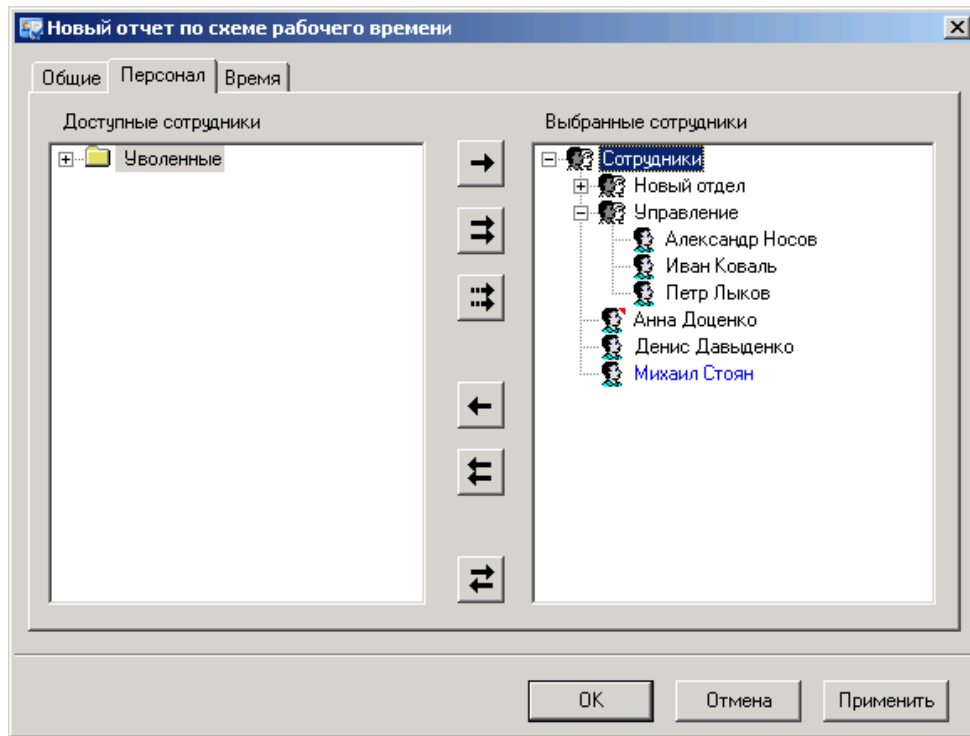 Новый отчет по схеме рабочего времени
Общие Персонал Время
Доступные сотрудники
Уволенные
Выбранные сотрудники
Сотрудники
Новый отдел
Управление
Александр Носов
Иван Коваль
Петр Лыков
Анна Доценко
Денис Давыденко
Михаил Стоян
OK Отмена Применить